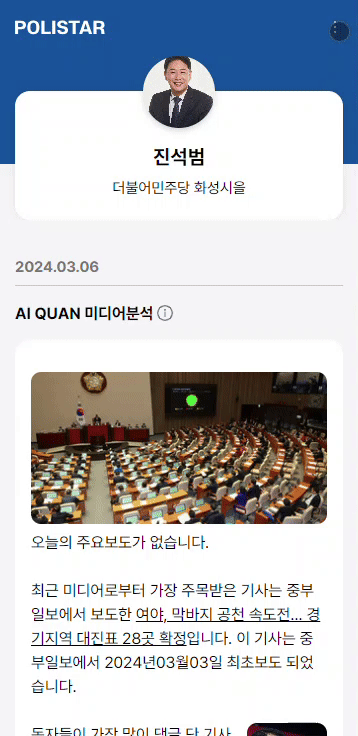 POLISTAR
진석범
더불어민주당 화성시을
2024.03.06
AI QUAN 미디어분석
오늘의 주요보도가 없습니다.
최근 미디어로부터 가장 주목받은 기사는 중부
일보에서 보도한 여야, 막바지 공천 속도전... 경
기지역 대진표 28곳 확정입니다. 이 기사는 중
부일보에서 2024년03월03일 최초보도 되었
습니다.
독자들이 가장 많이 댓글 단 기사